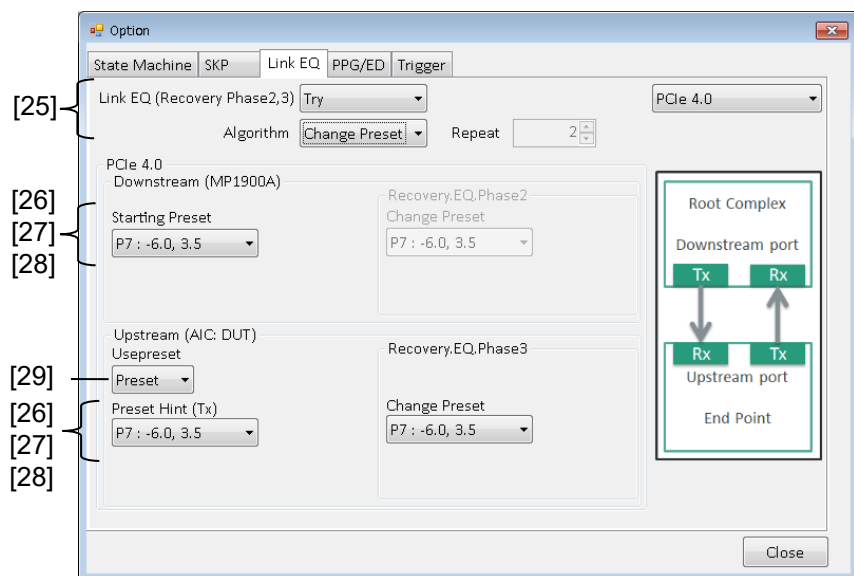 Option
State Machine SKP Link EQ PPG/ED Trigger
[25] Link EQ (Recovery Phase2,3) Try PCIe 4.0
Algorithm Change Preset Repeat 2
PCIe 4.0
Downstream (MP1900A)
[26]
[27]
[28]
Starting Preset
P7 : -6.0, 3.5
Recovery.EQ.Phase2
Change Preset
P7 : -6.0, 3.5
Upstream (AIC: DUT)
Usepreset
[29] Preset
[26]
[27]
[28]
Preset Hint (Tx)
P7 : -6.0, 3.5
Recovery.EQ.Phase3
Change Preset
P7 : -6.0, 3.5
Root Complex
Downstream port
Tx Rx
Rx Tx
Upstream port
End Point
Close